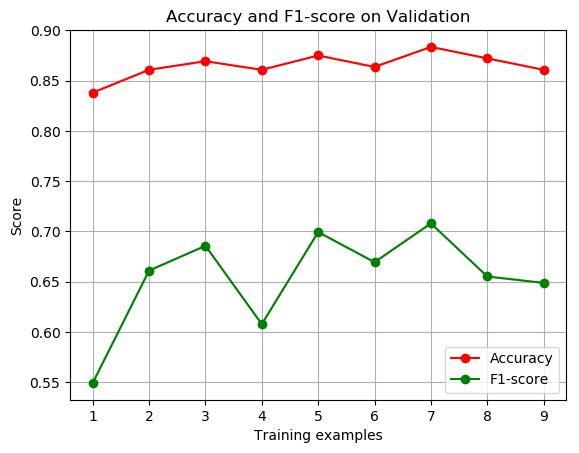 Accuracy and F1-score on Validation
Score
0.90
0.85
0.80
0.75
0.70
0.65
0.60
0.55
Accuracy
F1-score
1 2 3 4 5 6 7 8 9
Training examples